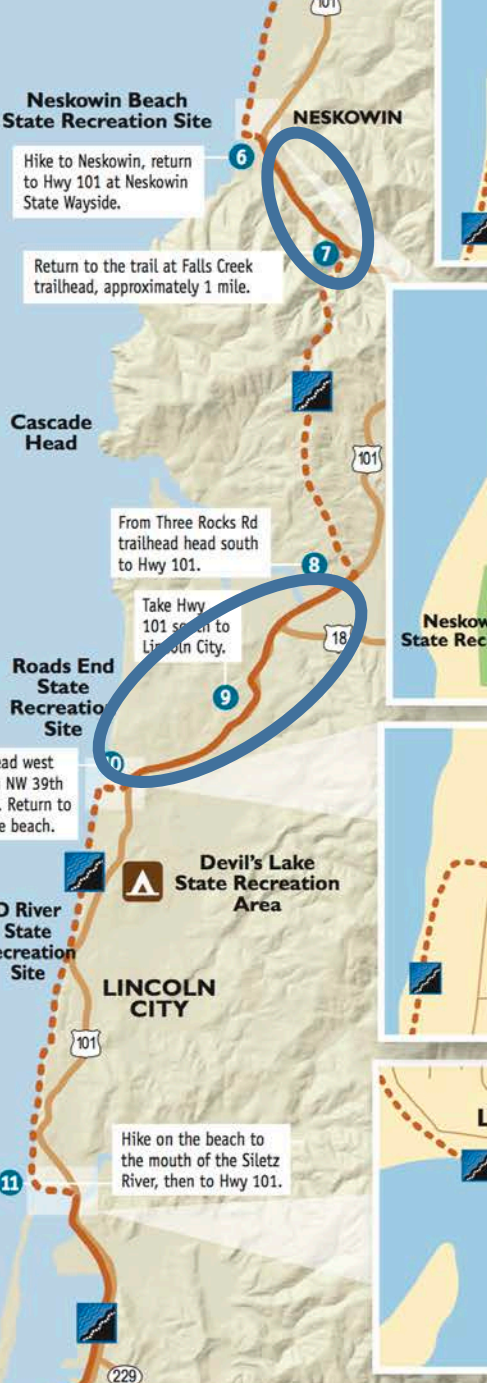 101
Neskowin Beach
State Recreation Site
NESKOWIN
6
Hike to Neskowin, return
to Hwy 101 at Neskowin
State Wayside.
7
Return to the trail at Falls Creek
trailhead, approximately 1 mile.
Cascade
Head
101
From Three Rocks Rd
trailhead head south
to Hwy 101.
8
Take Hwy
101 south to
Lincoln City.
18
Neskow
State Rec
9
Roads End
State
Recreation
Site
10
ead west
NW 39th
. Return to
e beach.
Devil's Lake
State Recreation
Area
D River
State
ecreation
Site
LINCOLN
CITY
101
L
Hike on the beach to
the mouth of the Siletz
River, then to Hwy 101.
11
229